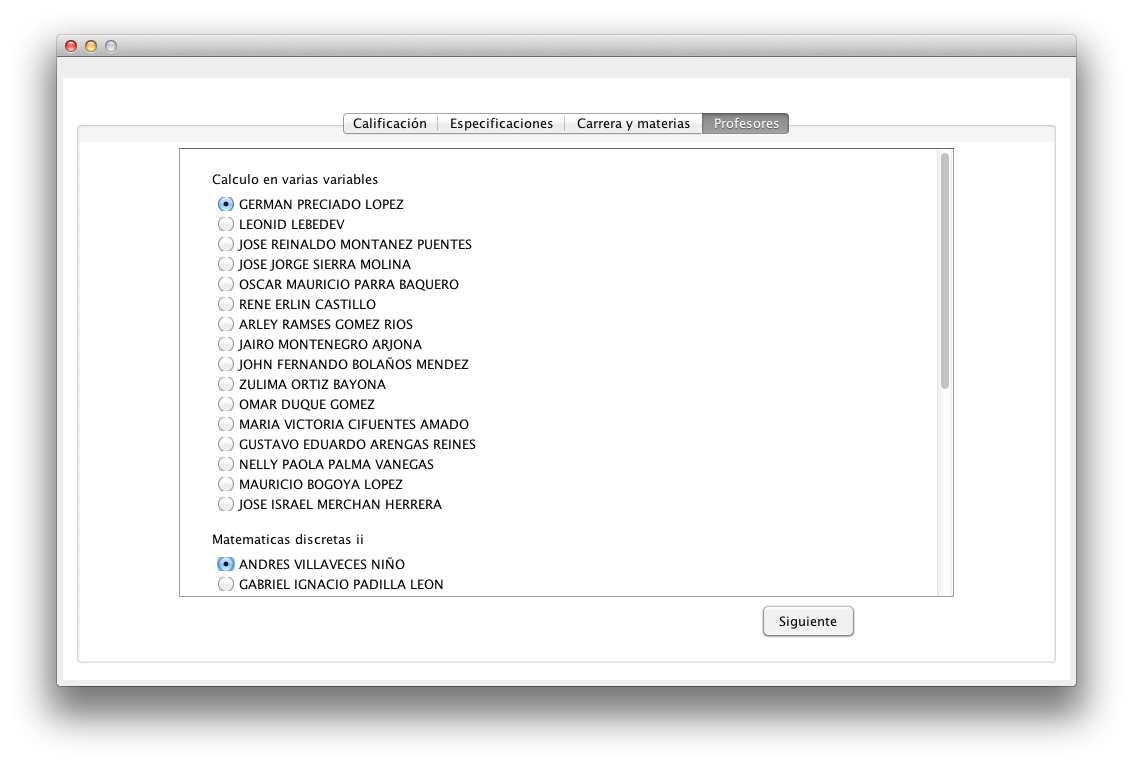 Calificación Especificaciones Carrera y materias Profesores
Calculo en varias variables
GERMAN PRECIADO LOPEZ
LEONID LEBEDEV
JOSE REINALDO MONTANEZ PUENTES
JOSE JORGE SIERRA MOLINA
OSCAR MAURICIO PARRA BAQUERO
RENE ERLIN CASTILLO
ARLEY RAMSES GOMEZ RIOS
JAIRO MONTENEGRO ARJONA
JOHN FERNANDO BOLAÑOS MENDEZ
ZULIMA ORTIZ BAYONA
OMAR DUQUE GOMEZ
MARIA VICTORIA CIFUENTES AMADO
GUSTAVO EDUARDO ARENGAS REINES
NELLY PAOLA PALMA VANEGAS
MAURICIO BOGOYA LOPEZ
JOSE ISRAEL MERCHAN HERRERA
Matematicas discretas ii
ANDRES VILLAVECES NIÑO
GABRIEL IGNACIO PADILLA LEON
Siguiente